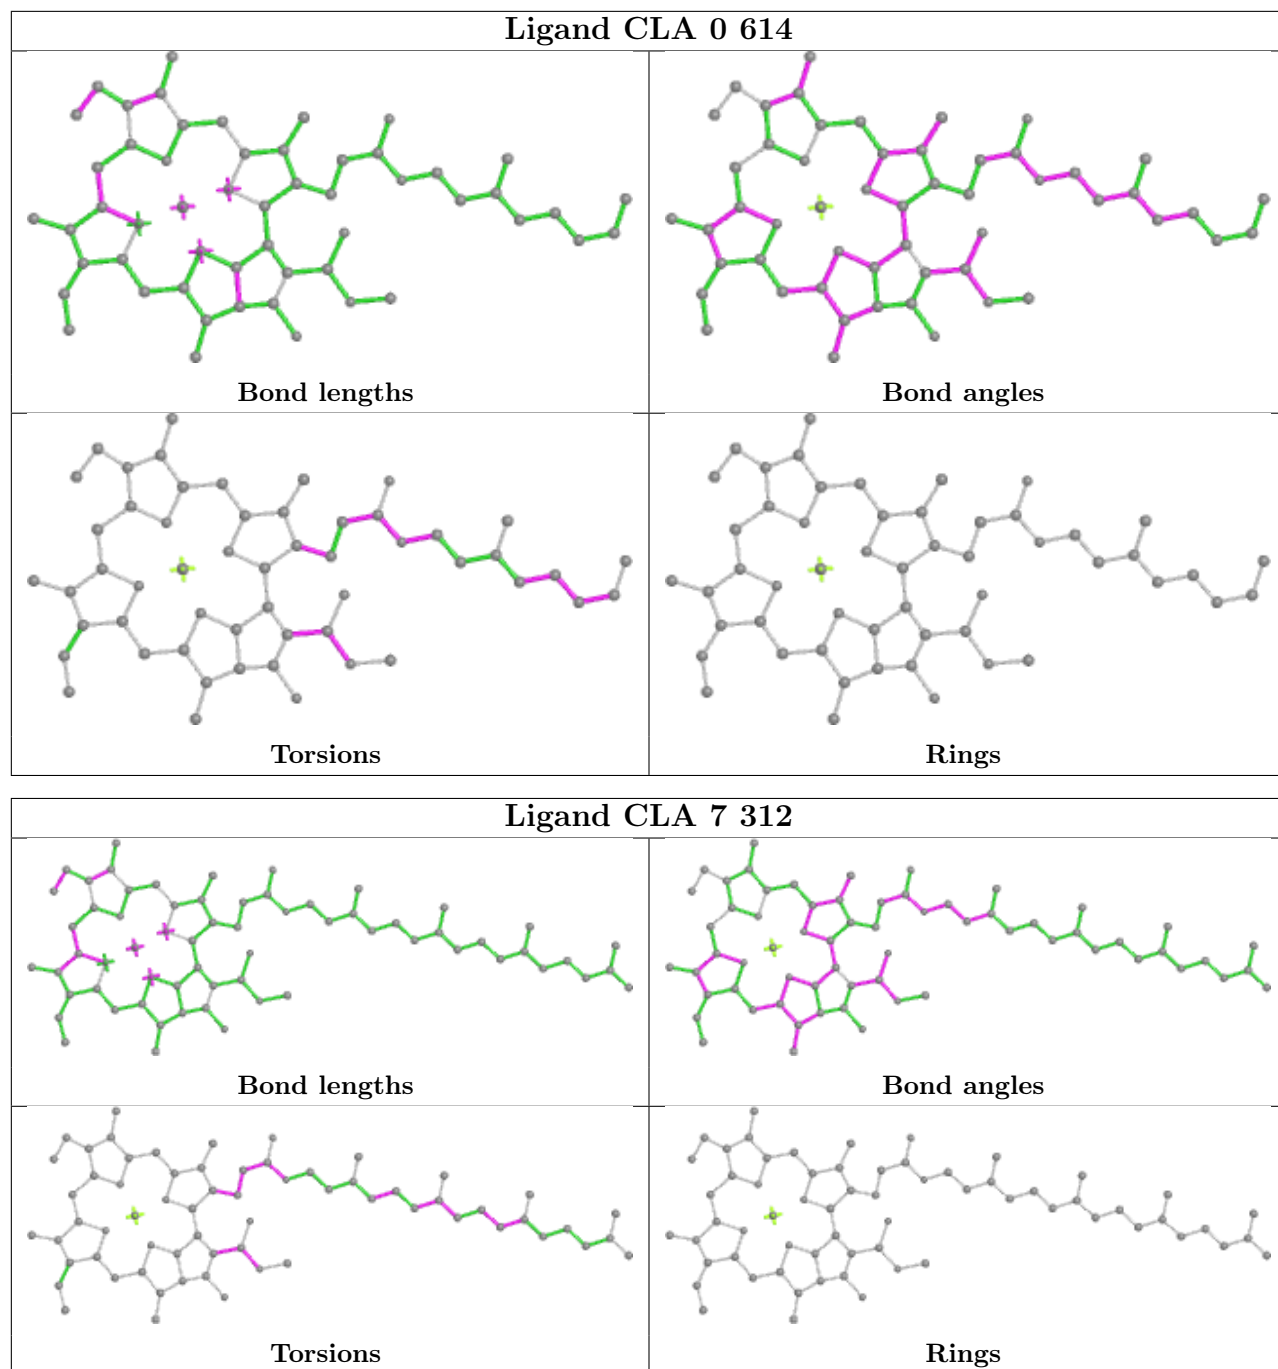 Ligand CLA 0 614
Bond lengths
Bond angles
Torsions
Rings
Ligand CLA 7 312
Bond lengths
Bond angles
Torsions
Rings